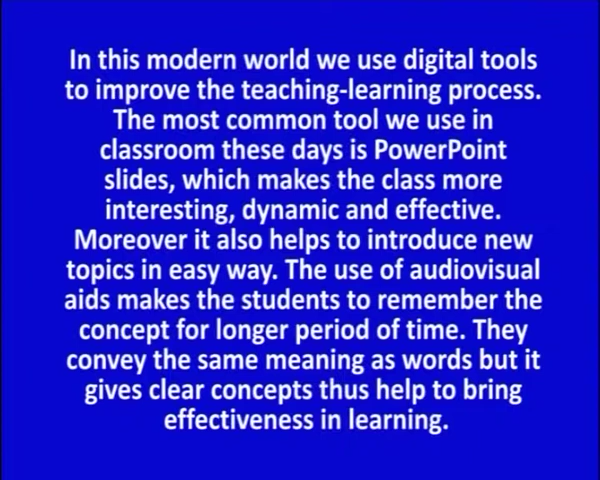 In this modern world we use digital tools
to improve the teaching-learning process.
The most common tool we use in
classroom these days is PowerPoint
slides, which makes the class more
interesting, dynamic and effective.
Moreover it also helps to introduce new
topics in easy way. The use of audiovisual
aids makes the students to remember the
concept for longer period of time. They
convey the same meaning as words but it
gives clear concepts thus help to bring
effectiveness in learning.